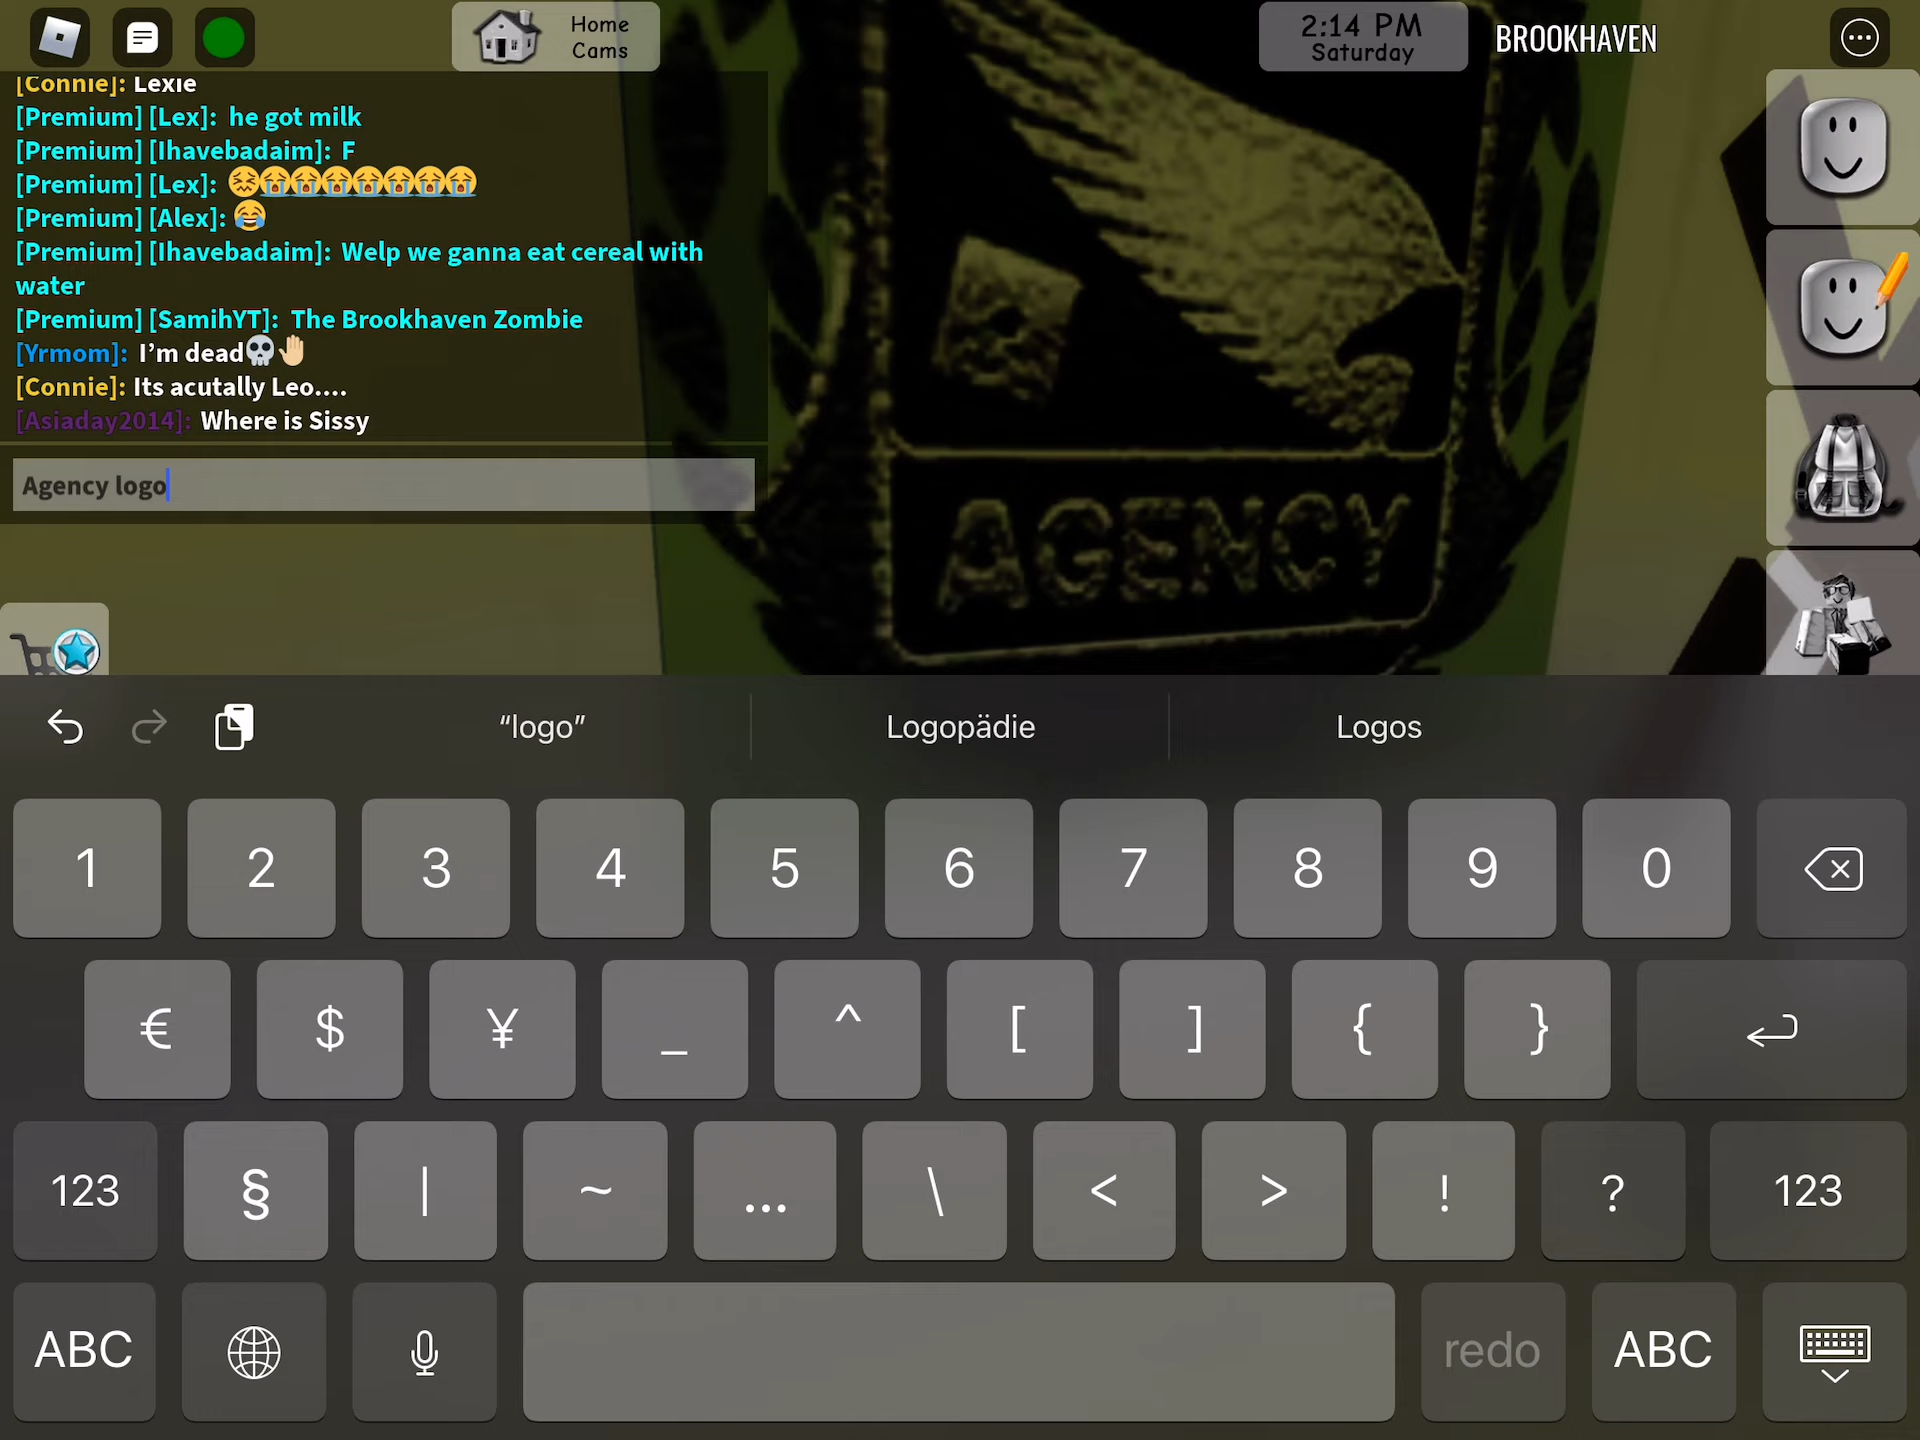 Home
Cams
2:14 PM
Saturday
BROOKHAVEN
[Connie]: Lexie
[Premium] [Lex]: he got milk
[Premium] [Ihavebadaim]: F
[Premium] [Lex]: 😖😭😭😭😭😭😭😭
[Premium] [Alex]: 😂
[Premium] [Ihavebadaim]: Welp we ganna eat cereal with
water
[Premium] [SamihYT]: The Brookhaven Zombie
[Yrmom]: I’m dead💀🤚🏼
[Connie]: Its acutally Leo....
[Asiaday2014]: Where is Sissy
Agency logo
AGENCY
“logo” Logopädie Logos
1 2 3 4 5 6 7 8 9 0
€ $ ¥ _ ^ [ ] { }
123 § | ~ … \ < > ! ? 123
ABC redo ABC